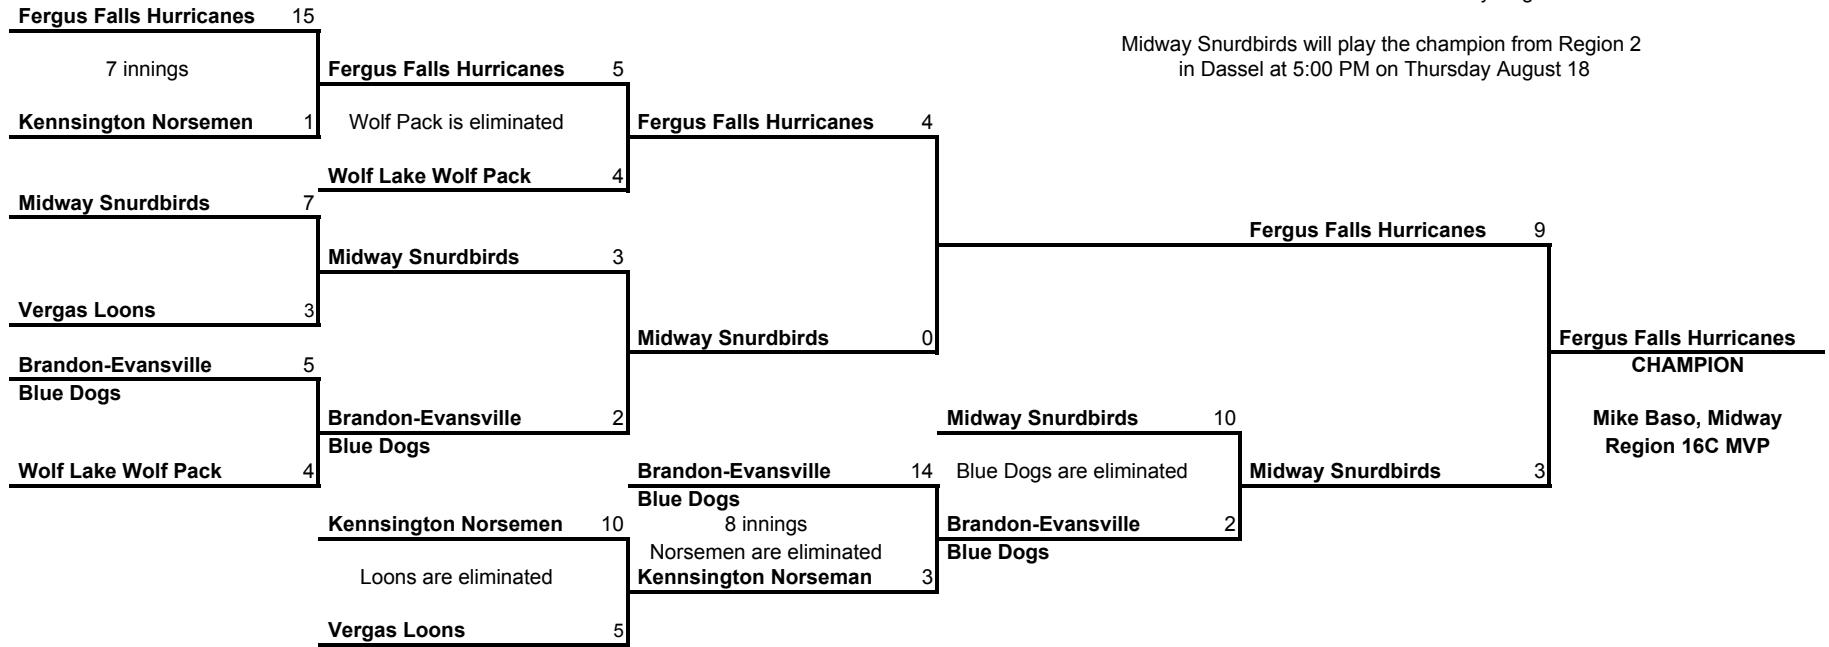 Fergus Falls Hurricanes 15
7 innings
Kennsington Norsemen 1
Midway Snurdbirds 7
Vergas Loons 3
Brandon-Evansville 5
Blue Dogs
Wolf Lake Wolf Pack 4
Fergus Falls Hurricanes 5
Wolf Pack is eliminated
Wolf Lake Wolf Pack 4
Midway Snurdbirds 3
Brandon-Evansville 2
Blue Dogs
Kennsington Norsemen 10
Loons are eliminated
Vergas Loons 5
Fergus Falls Hurricanes 4
Midway Snurdbirds 0
Brandon-Evansville 14
Blue Dogs
8 innings
Norsemen are eliminated
Kennsington Norseman 3
Midway Snurdbirds 10
Blue Dogs are eliminated
Brandon-Evansville 2
Blue Dogs
Midway Snurdbirds will play the champion from Region 2
in Dassel at 5:00 PM on Thursday August 18
Fergus Falls Hurricanes 9
Midway Snurdbirds 3
Fergus Falls Hurricanes
CHAMPION
Mike Baso, Midway
Region 16C MVP